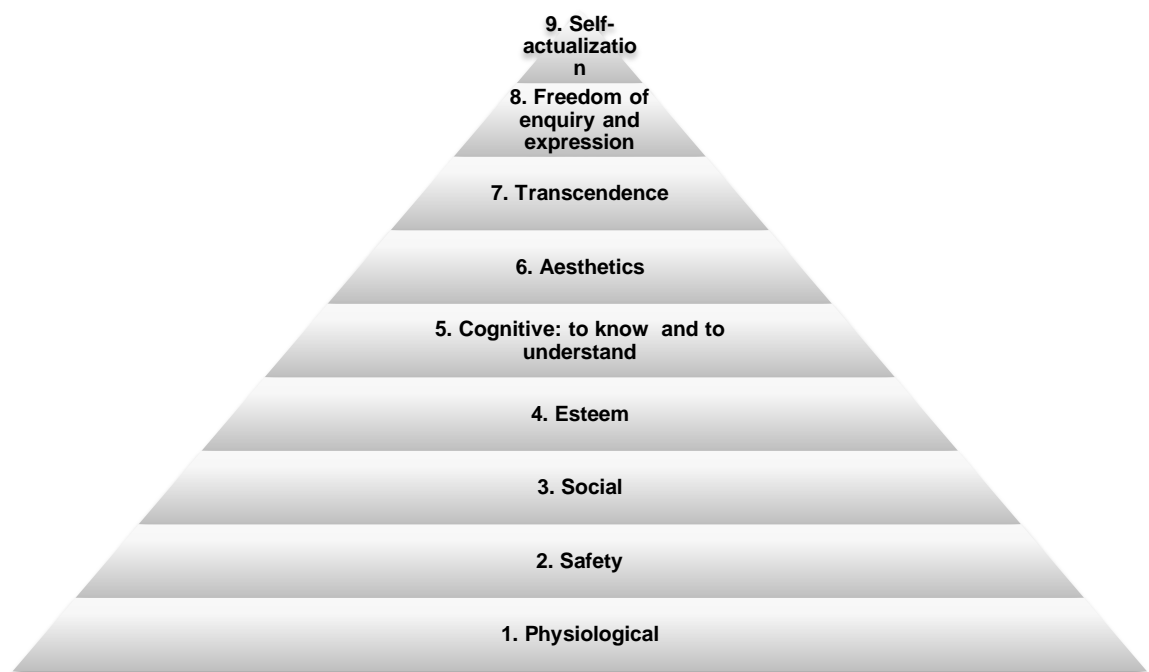 9. Self-
actualizatio
n
8. Freedom of
enquiry and
expression
7. Transcendence
6. Aesthetics
5. Cognitive: to know  and to
understand
4. Esteem
3. Social
2. Safety
1. Physiological